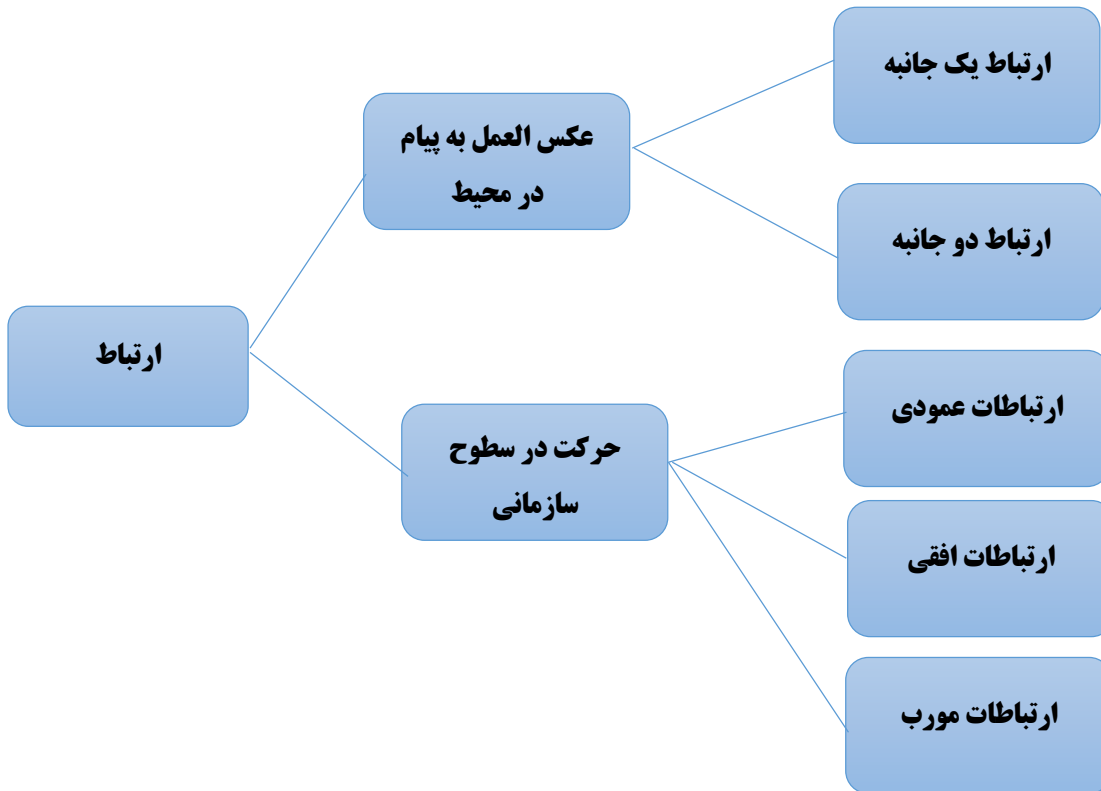 ارتباط
عکس العمل به پیام
در محیط
ارتباط یک جانبه
ارتباط دو جانبه
حرکت در سطوح
سازمانی
ارتباطات عمودی
ارتباطات افقی
ارتباطات مورب